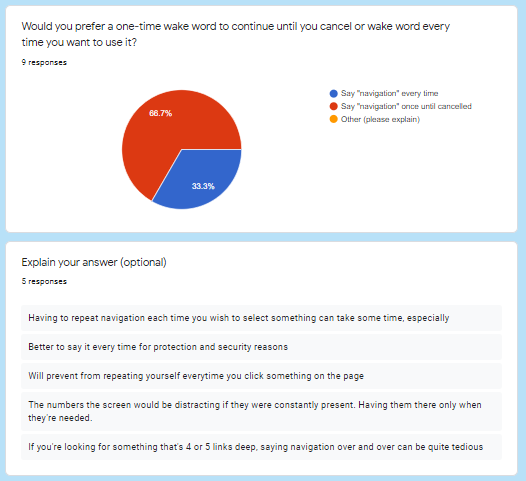 Would you prefer a one-time wake word to continue until you cancel or wake word every
time you want to use it?
9 responses
66.7%
33.3%
Say "navigation" every time
Say "navigation" once until cancelled
Other (please explain)
Explain your answer (optional)
5 responses
Having to repeat navigation each time you wish to select something can take some time, especially
Better to say it every time for protection and security reasons
Will prevent from repeating yourself everytime you click something on the page
The numbers the screen would be distracting if they were constantly present. Having them there only when
they're needed.
If you're looking for something that's 4 or 5 links deep, saying navigation over and over can be quite tedious